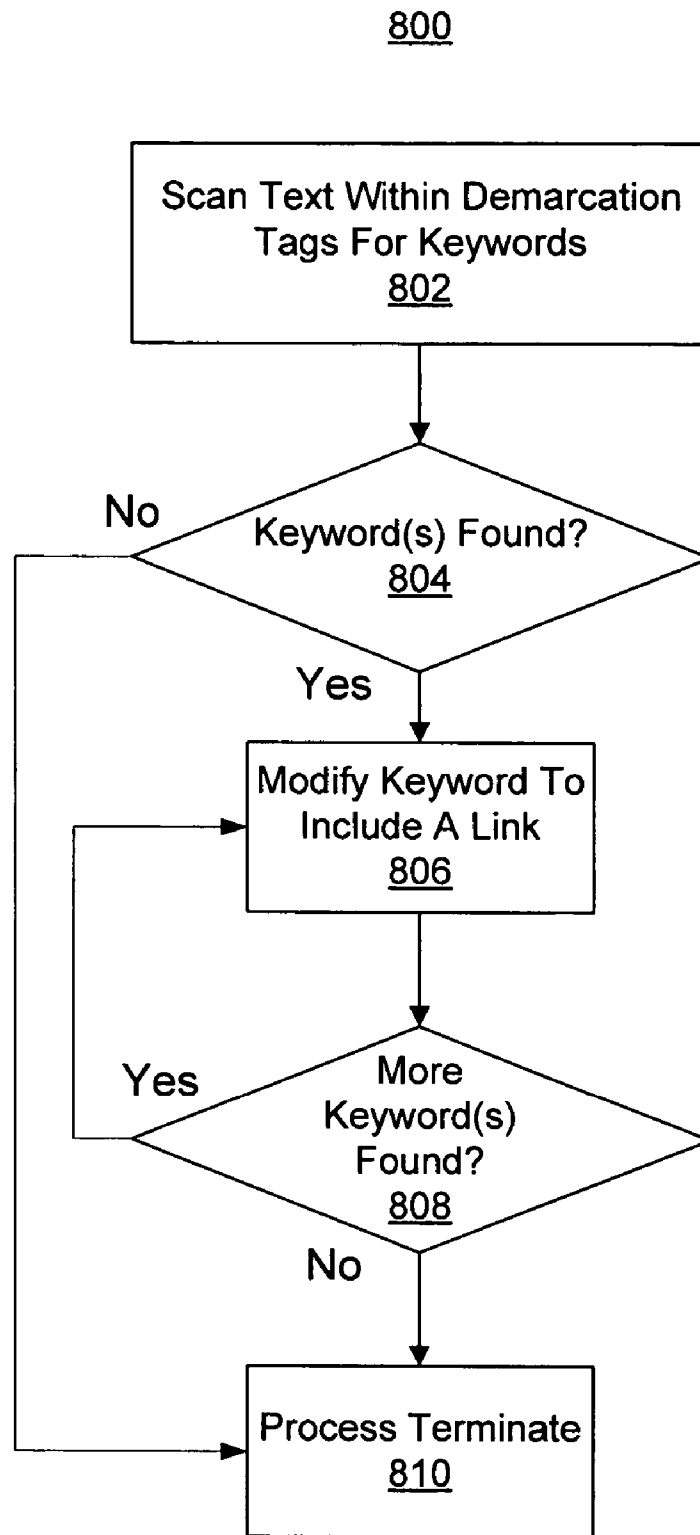 800
Scan Text Within Demarcation
Tags For Keywords
802
No
Keyword(s) Found?
804
Yes
Modify Keyword To
Include A Link
806
Yes
More
Keyword(s)
Found?
808
No
Process Terminate
810